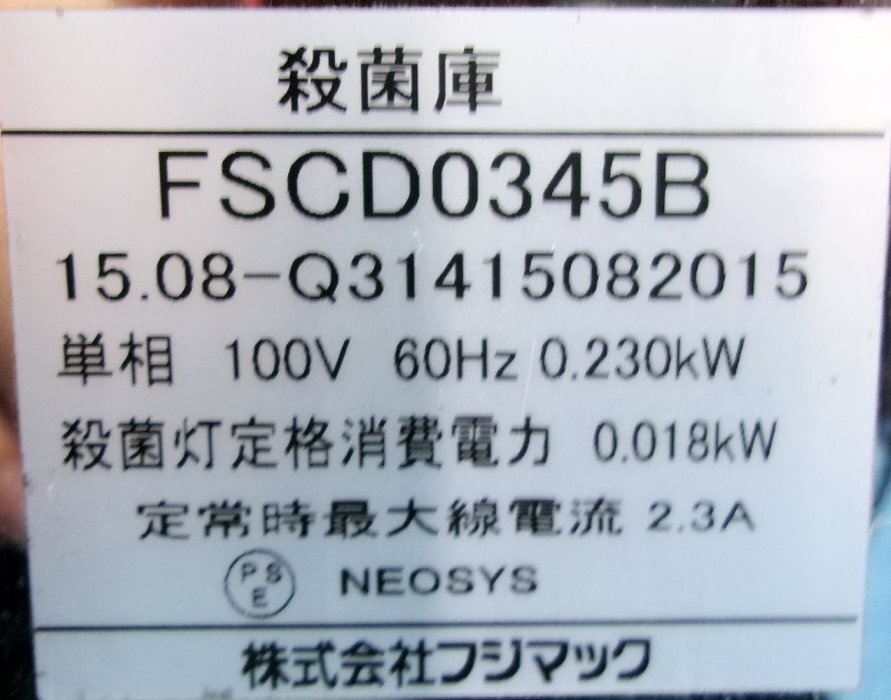 殺菌庫
FSCD0345B
15.08-Q31415082015
単相 100V 60Hz 0.230kW
殺菌灯定格消費電力 0.018kW
定常時最大線電流 2.3A
PSE NEOSYS
株式会社フジマック